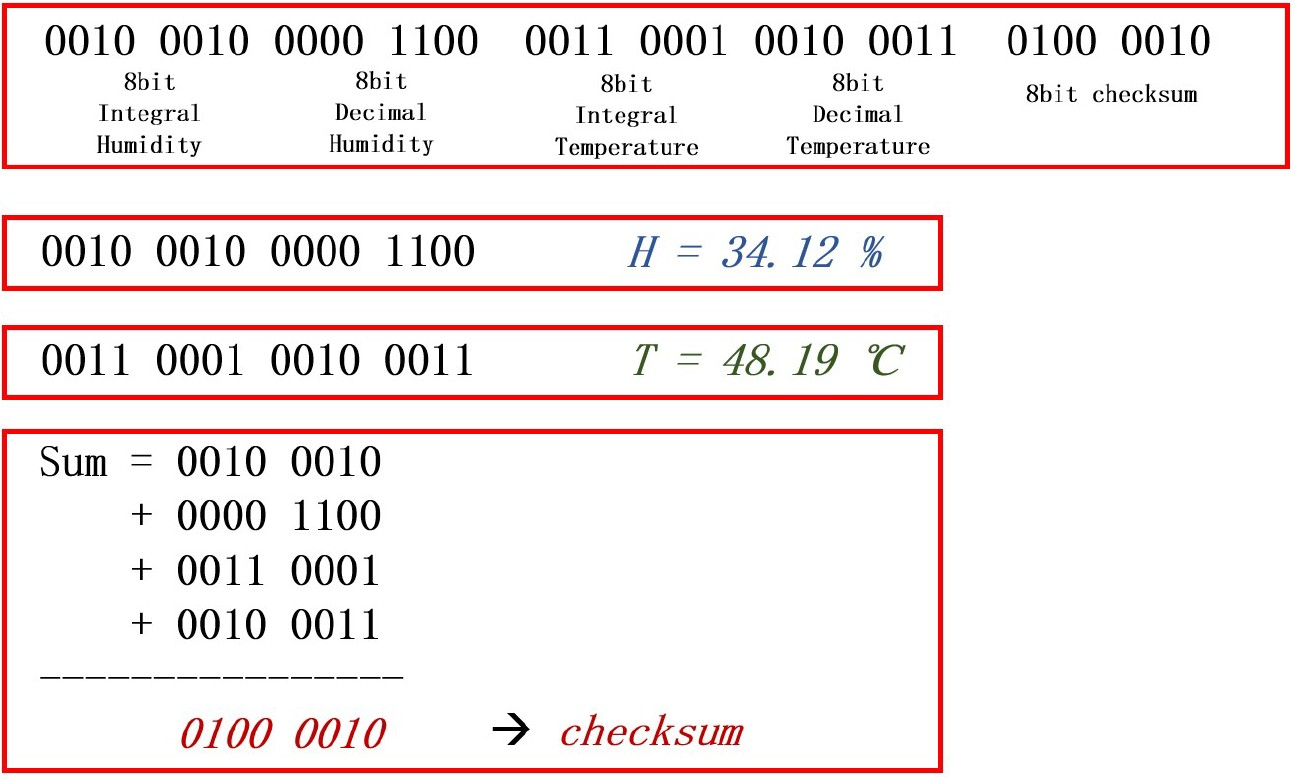 0010 0010 0000 1100 0011 0001 0010 0011 0100 0010
8bit Integral Humidity
8bit Decimal Humidity
8bit Integral Temperature
8bit Decimal Temperature
8bit checksum
0010 0010 0000 1100 H = 34.12 %
0011 0001 0010 0011 T = 48.19 ℃
Sum = 0010 0010
+ 0000 1100
+ 0011 0001
+ 0010 0011
----------------
0100 0010 → checksum